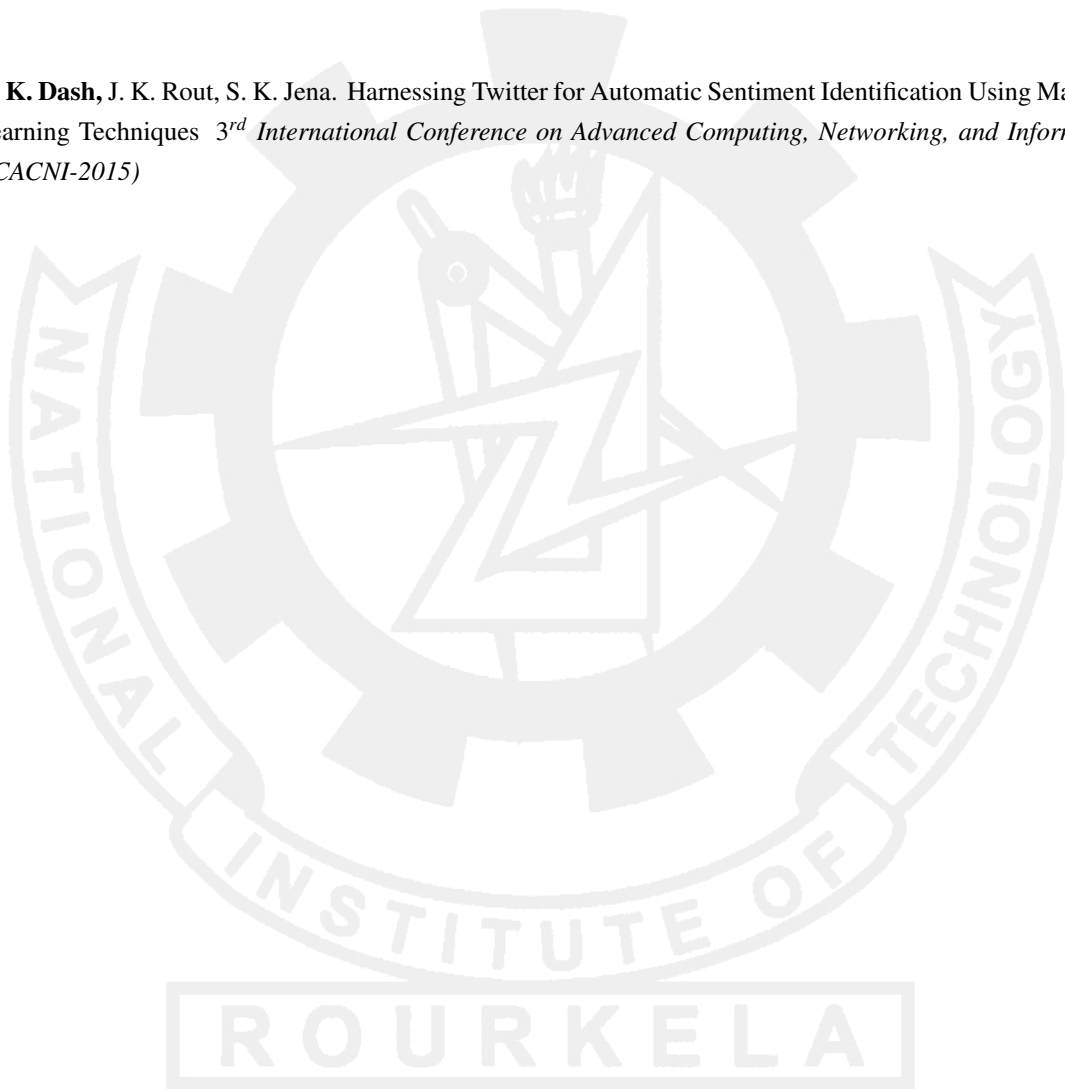 K. Dash, J. K. Rout, S. K. Jena. Harnessing Twitter for Automatic Sentiment Identification Using Ma
earning Techniques 3rd International Conference on Advanced Computing, Networking, and Inform
CACNI-2015)
NATIONAL
INSTITUTE OF
TECHNOLOGY
ROURKELA